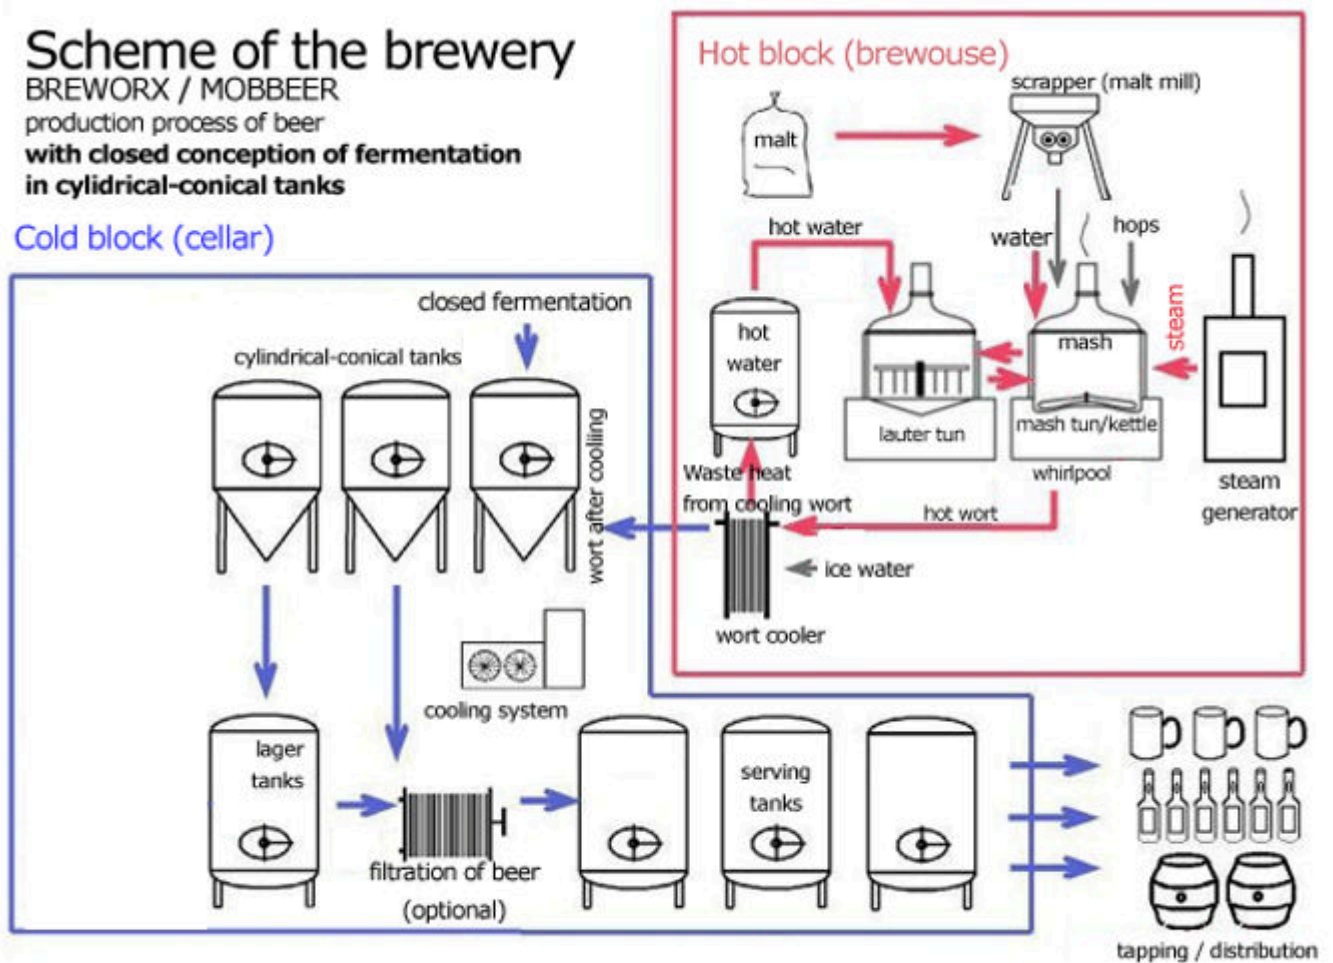 Scheme of the brewery
BREWORX / MOBBEER
production process of beer
with closed conception of fermentation
in cylidrical-conical tanks
Cold block (cellar)
Hot block (brewouse)
scrapper (malt mill)
malt
hot water
water
hops
steam
hot
water
mash
lauter tun
mash tun/kettle
whirlpool
steam
generator
Waste heat
from cooling wort
hot wort
ice water
wort cooler
closed fermentation
cylindrical-conical tanks
wort after cooliing
cooling system
lager
tanks
filtration of beer
(optional)
serving
tanks
tapping / distribution